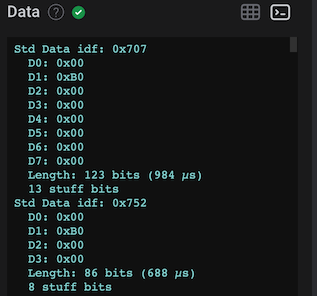 Data
Std Data idf: 0x707
D0: 0x00
D1: 0xB0
D2: 0x00
D3: 0x00
D4: 0x00
D5: 0x00
D6: 0x00
D7: 0x00
Length: 123 bits (984 µs)
13 stuff bits
Std Data idf: 0x752
D0: 0x00
D1: 0xB0
D2: 0x00
D3: 0x00
Length: 86 bits (688 µs)
8 stuff bits